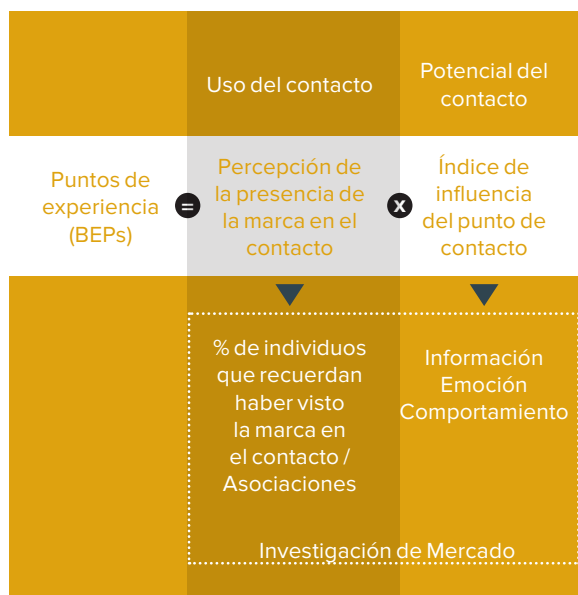 Uso del contacto
Potencial del
contacto
Puntos de
experiencia
(BEPs)
=
Percepción de
la presencia de
la marca en el
contacto
x
Índice de
influencia
del punto de
contacto
% de individuos
que recuerdan
haber visto
la marca en
el contacto /
Asociaciones
Información
Emoción
Comportamiento
Investigación de Mercado